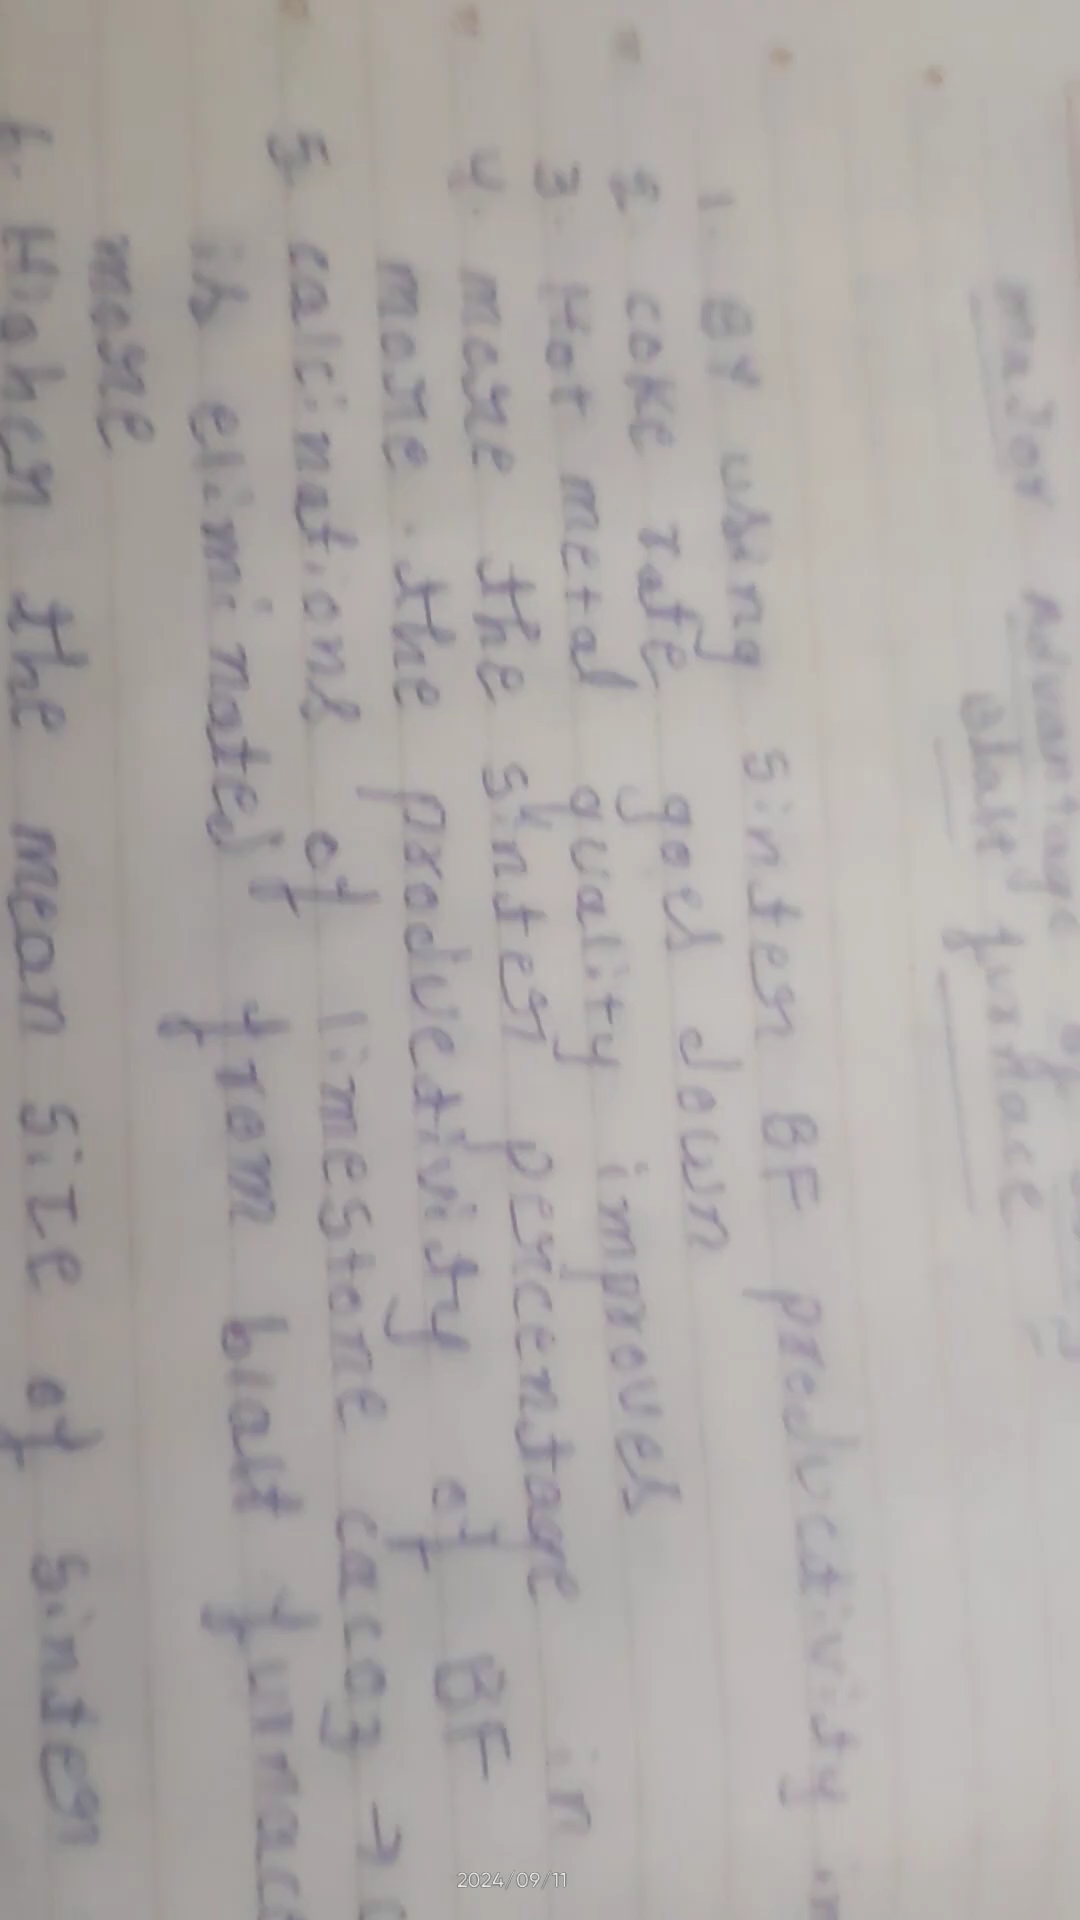 Major Advantage of
Blast furnace
1. BY using sinter BF productivity in
2 coke rate goes down
3. Hot metal quality improves
4. more the sinter percentage in
more the productivity of BF
5 calcinations of limestone caco3 →
is eliminated from blast furnac
more
6. Higher the mean size of sinter
2024/09/11